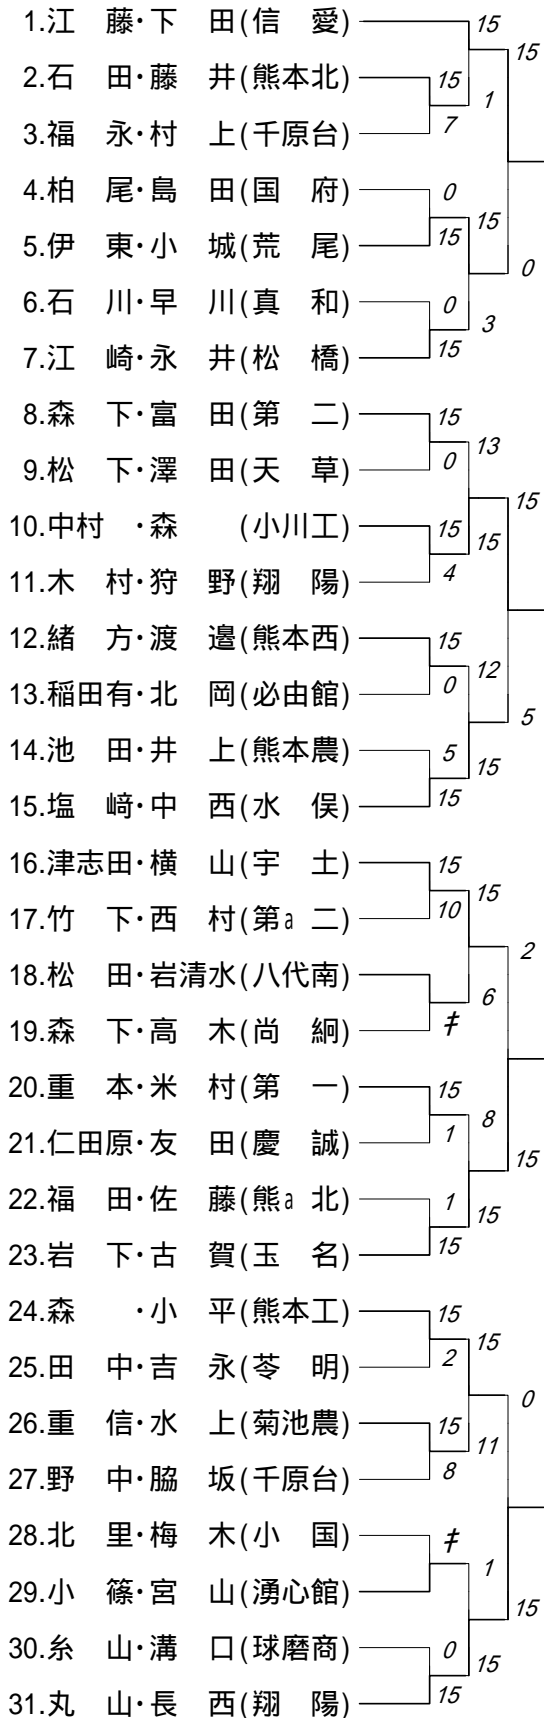 1.江　藤・下　田(信　愛)
15
15
2.石　田・藤　井(熊本北)
15
1
3.福　永・村　上(千原台)
7
4.柏　尾・島　田(国　府)
0
15
5.伊　東・小　城(荒　尾)
15
0
6.石　川・早　川(真　和)
0
3
7.江　崎・永　井(松　橋)
15
8.森　下・富　田(第　二)
15
13
9.松　下・澤　田(天　草)
0
15
10.中村　・森　　(小川工)
15
15
11.木　村・狩　野(翔　陽)
4
12.緒　方・渡　邉(熊本西)
15
12
13.稲田有・北　岡(必由館)
0
5
14.池　田・井　上(熊本農)
5
15
15.塩　﨑・中　西(水　俣)
15
16.津志田・横　山(宇　土)
15
15
17.竹　下・西　村(第a 二)
10
2
18.松　田・岩清水(八代南)
6
19.森　下・高　木(尚　絅)
キ
20.重　本・米　村(第　一)
15
8
21.仁田原・友　田(慶　誠)
1
15
22.福　田・佐　藤(熊a 北)
1
15
23.岩　下・古　賀(玉　名)
15
24.森　　・小　平(熊本工)
15
15
25.田　中・吉　永(苓　明)
2
0
26.重　信・水　上(菊池農)
15
11
27.野　中・脇　坂(千原台)
8
28.北　里・梅　木(小　国)
キ
1
29.小　篠・宮　山(湧心館)
15
30.糸　山・溝　口(球磨商)
0
15
31.丸　山・長　西(翔　陽)
15